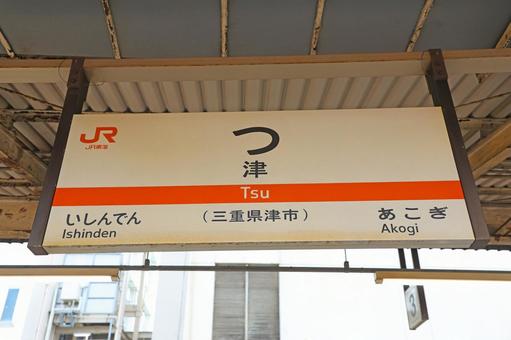 JR
JR東海
つ
津
Tsu
いしんでん
Ishinden
（三重県津市）
あこぎ
Akogi
3